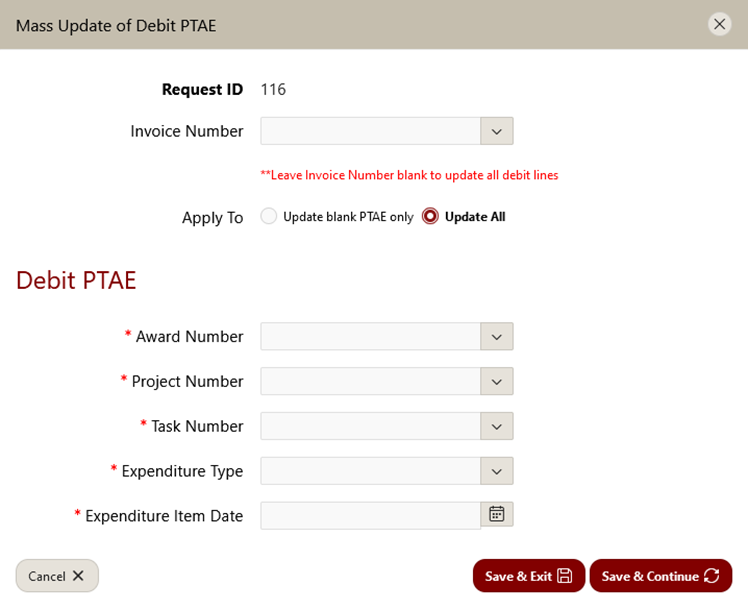 Mass Update of Debit PTAE
Request ID 116
Invoice Number
**Leave Invoice Number blank to update all debit lines
Apply To Update blank PTAE only Update All
Debit PTAE
* Award Number
* Project Number
* Task Number
* Expenditure Type
* Expenditure Item Date
Cancel Save & Exit Save & Continue